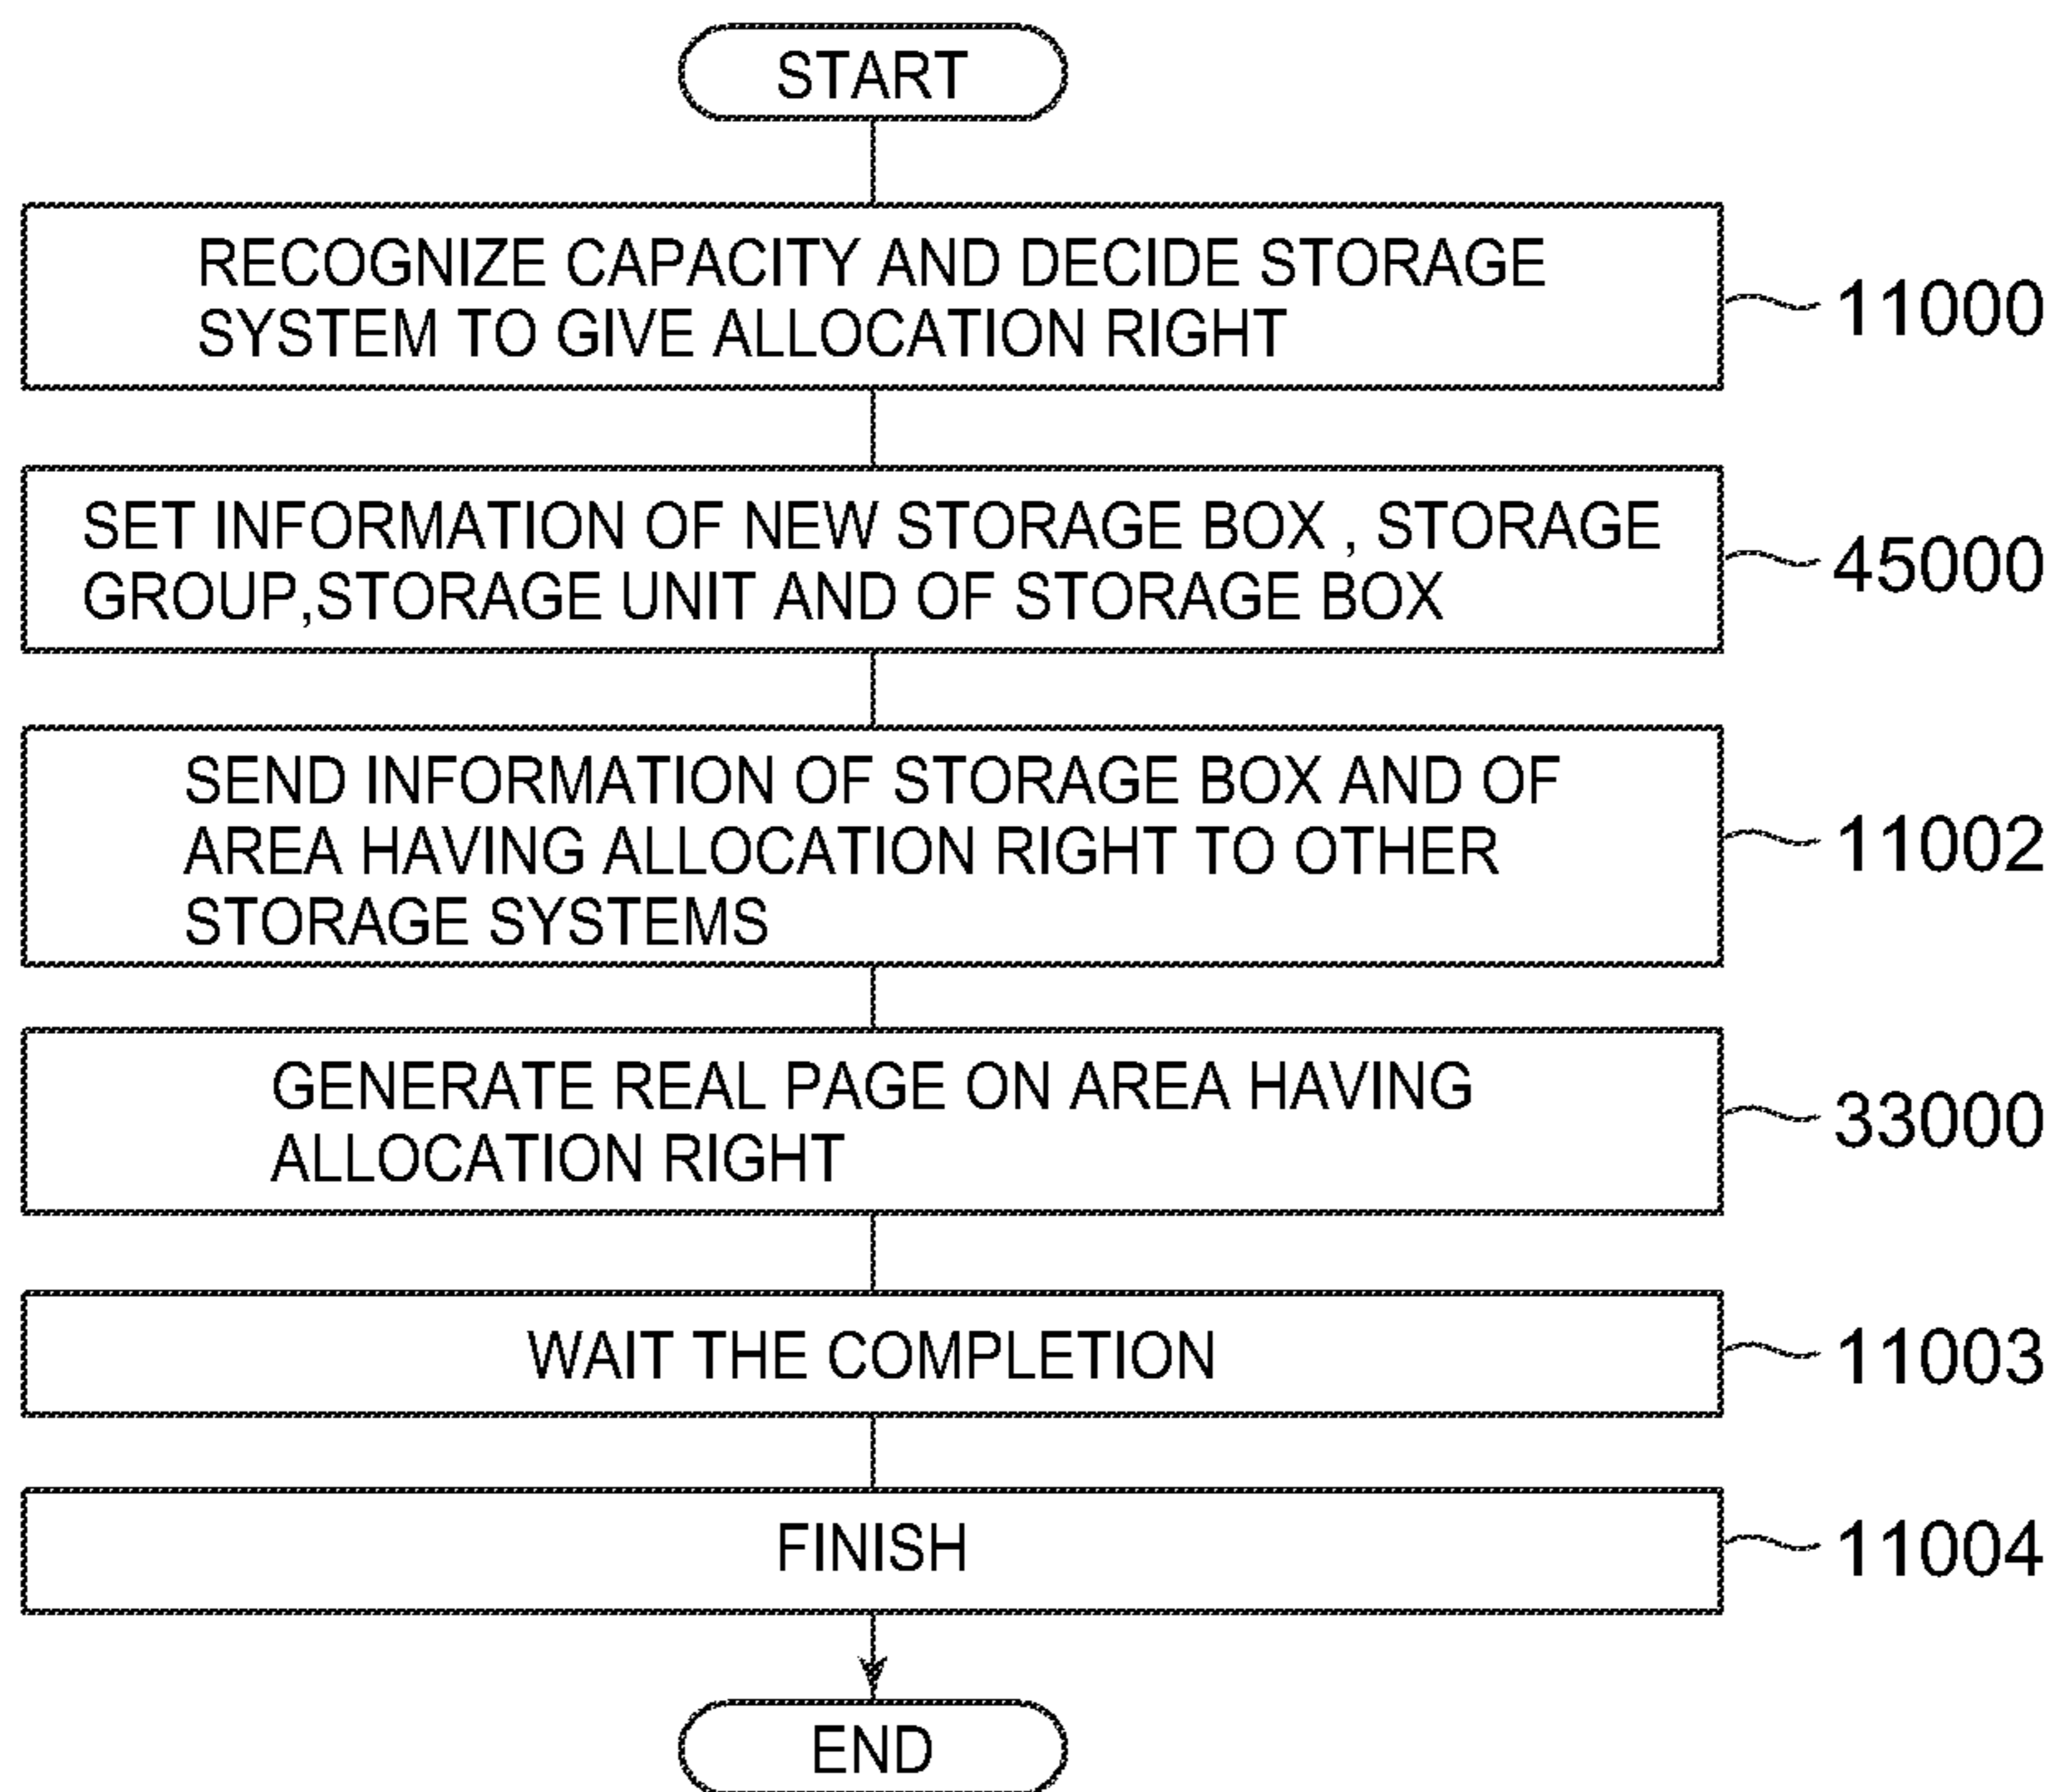 START
RECOGNIZE CAPACITY AND DECIDE STORAGE
SYSTEM TO GIVE ALLOCATION RIGHT
11000
SET INFORMATION OF NEW STORAGE BOX , STORAGE
GROUP,STORAGE UNIT AND OF STORAGE BOX
45000
SEND INFORMATION OF STORAGE BOX AND OF
AREA HAVING ALLOCATION RIGHT TO OTHER
STORAGE SYSTEMS
11002
GENERATE REAL PAGE ON AREA HAVING
ALLOCATION RIGHT
33000
WAIT THE COMPLETION
11003
FINISH
11004
END